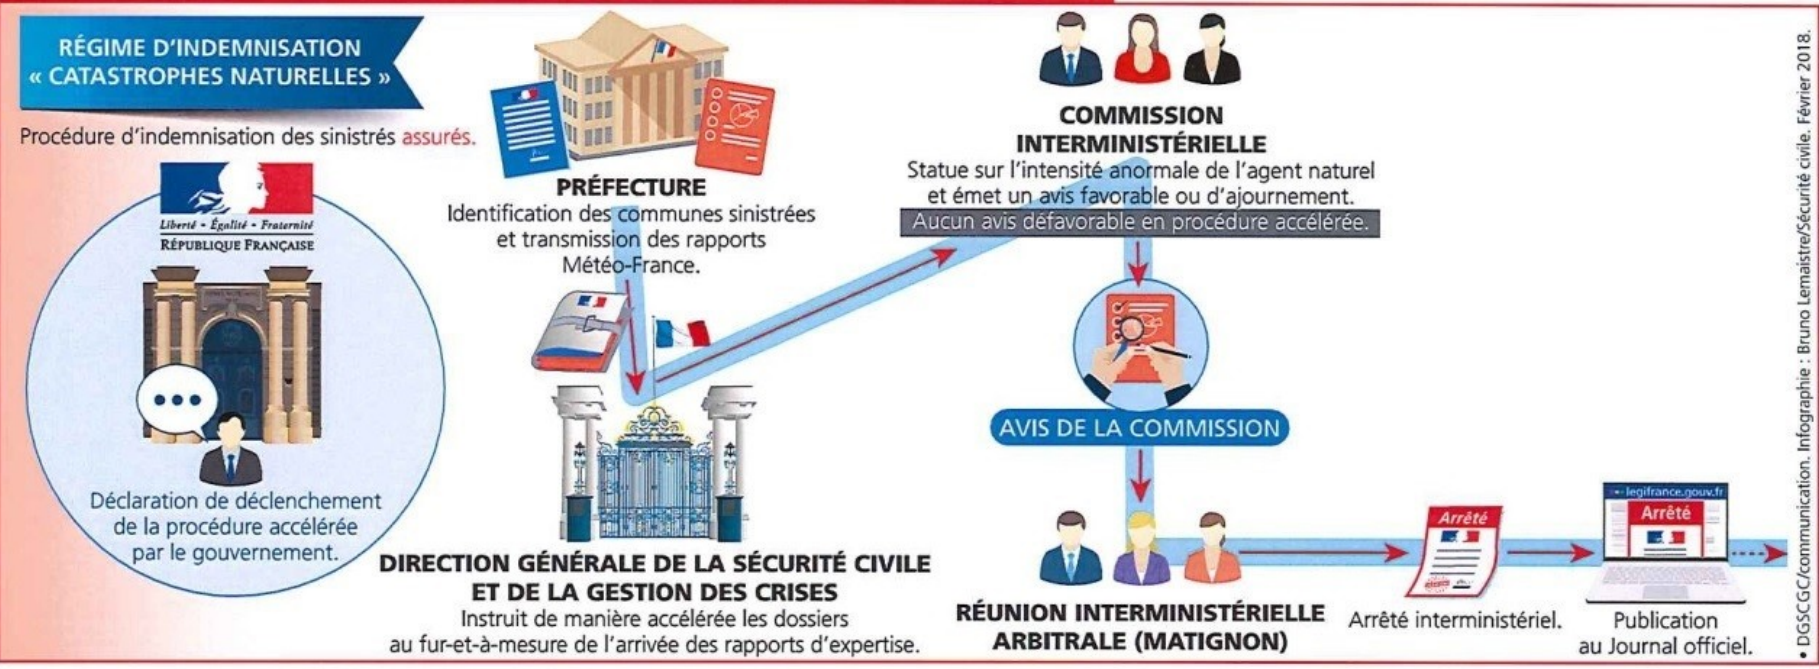 RÉGIME D'INDEMNISATION
« CATASTROPHES NATURELLES »
Procédure d'indemnisation des sinistrés assurés.
Liberté • Égalité • Fraternité
RÉPUBLIQUE FRANÇAISE
Déclaration de déclenchement
de la procédure accélérée
par le gouvernement.
PRÉFECTURE
Identification des communes sinistrées
et transmission des rapports
Météo-France.
DIRECTION GÉNÉRALE DE LA SÉCURITÉ CIVILE
ET DE LA GESTION DES CRISES
Instruit de manière accélérée les dossiers
au fur-et-à-mesure de l'arrivée des rapports d'expertise.
COMMISSION
INTERMINISTÉRIELLE
Statue sur l'intensité anormale de l'agent naturel
et émet un avis favorable ou d'ajournement.
Aucun avis défavorable en procédure accélérée.
AVIS DE LA COMMISSION
RÉUNION INTERMINISTÉRIELLE
ARBITRALE (MATIGNON)
Arrêté
Arrêté interministériel.
legifrance.gouv.fr
Arrêté
Publication
au Journal officiel.
• DGSCGC/communication. Infographie : Bruno Lemaistre/Sécurité civile. Février 2018.